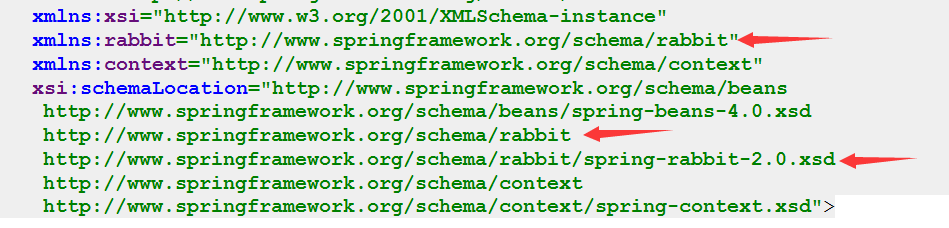 xmlns:xsi="http://www.w3.org/2001/XMLSchema-instance"
xmlns:rabbit="http://www.springframework.org/schema/rabbit"
xmlns:context="http://www.springframework.org/schema/context"
xsi:schemaLocation="http://www.springframework.org/schema/beans
http://www.springframework.org/schema/beans/spring-beans-4.0.xsd
http://www.springframework.org/schema/rabbit
http://www.springframework.org/schema/rabbit/spring-rabbit-2.0.xsd
http://www.springframework.org/schema/context
http://www.springframework.org/schema/context/spring-context.xsd">